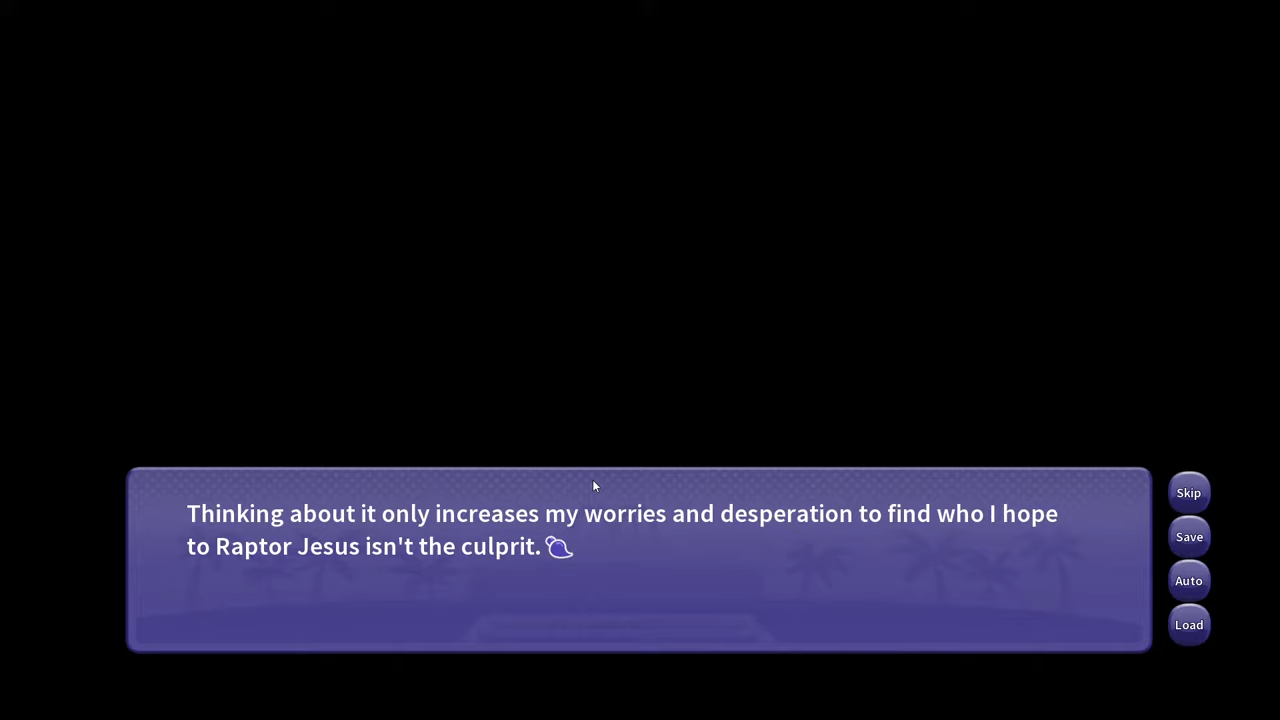 Thinking about it only increases my worries and desperation to find who I hope
to Raptor Jesus isn't the culprit.
Skip
Save
Auto
Load